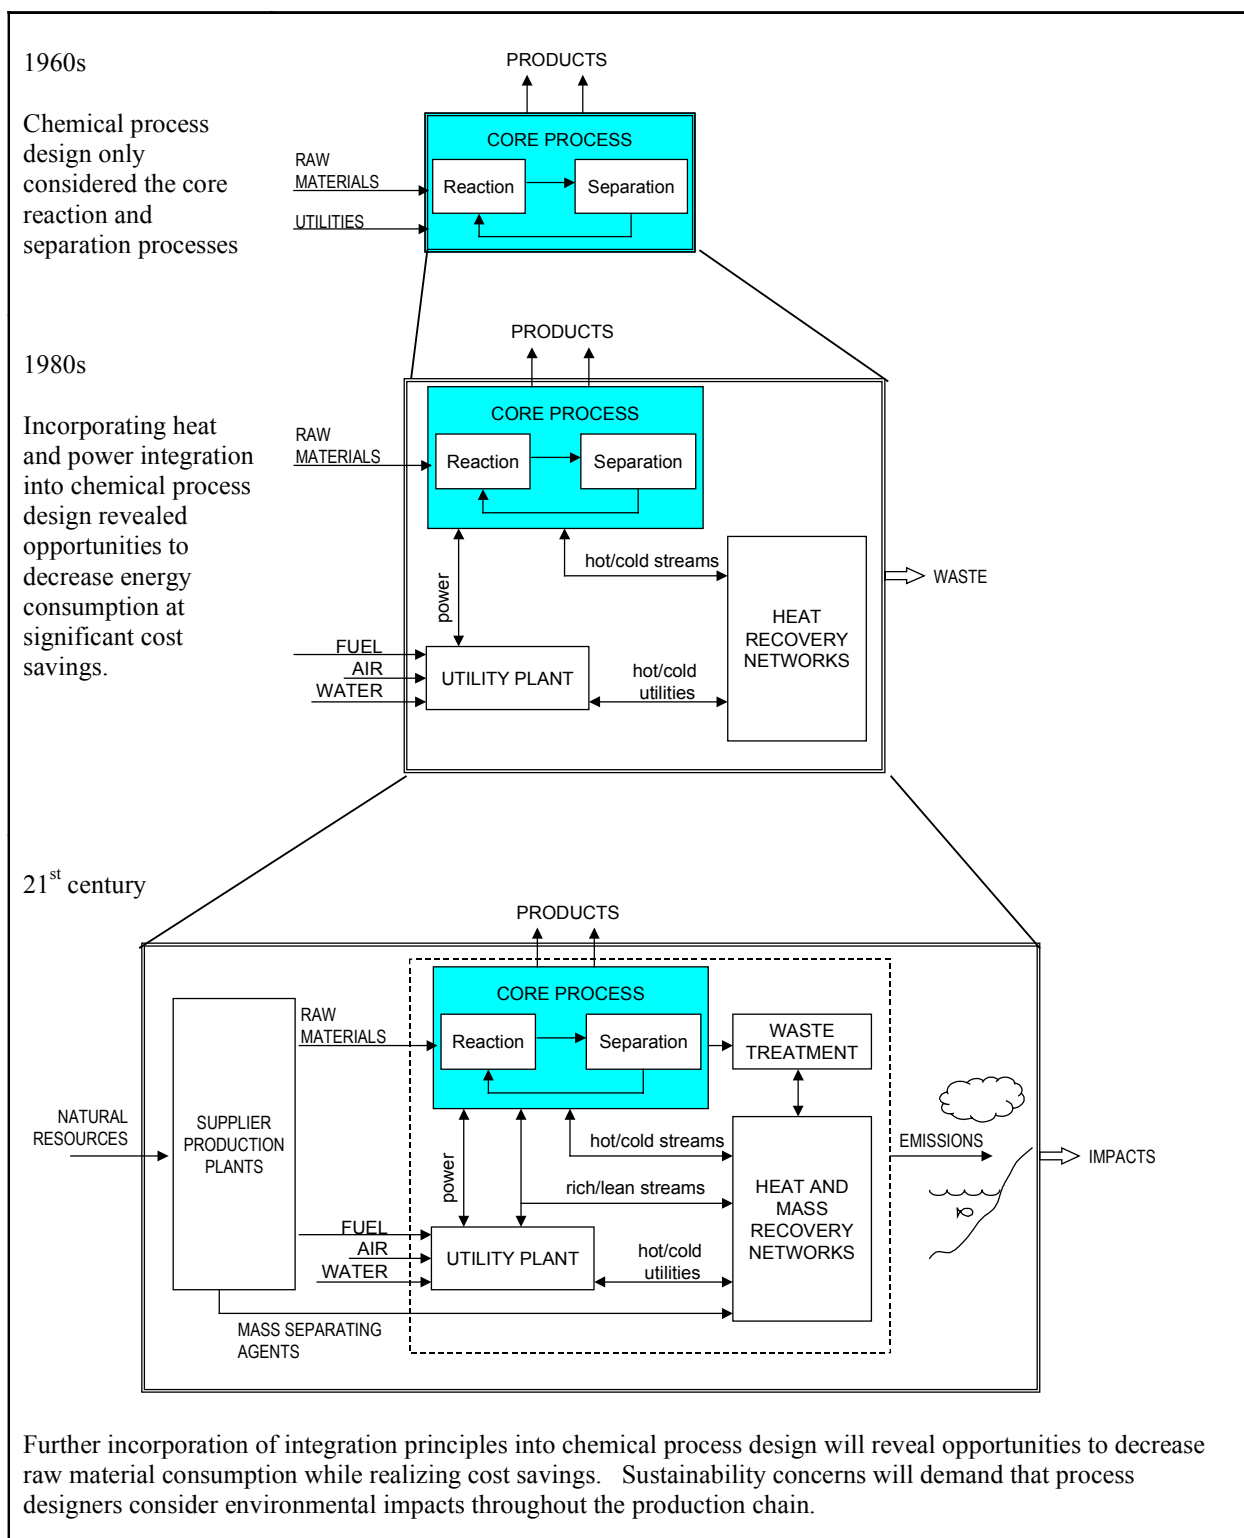 1960s
Chemical process
design only
considered the core
reaction and
separation processes
PRODUCTS
CORE PROCESS
RAW
MATERIALS
UTILITIES
Reaction
Separation
1980s
Incorporating heat
and power integration
into chemical process
design revealed
opportunities to
decrease energy
consumption at
significant cost
savings.
PRODUCTS
CORE PROCESS
RAW
MATERIALS
Reaction
Separation
hot/cold streams
power
HEAT
RECOVERY
NETWORKS
WASTE
FUEL
AIR
WATER
UTILITY PLANT
hot/cold
utilities
21st century
PRODUCTS
CORE PROCESS
RAW
MATERIALS
Reaction
Separation
WASTE
TREATMENT
NATURAL
RESOURCES
SUPPLIER
PRODUCTION
PLANTS
hot/cold streams
power
rich/lean streams
HEAT AND
MASS
RECOVERY
NETWORKS
EMISSIONS
IMPACTS
FUEL
AIR
WATER
UTILITY PLANT
hot/cold
utilities
MASS SEPARATING
AGENTS
Further incorporation of integration principles into chemical process design will reveal opportunities to decrease
raw material consumption while realizing cost savings.   Sustainability concerns will demand that process
designers consider environmental impacts throughout the production chain.